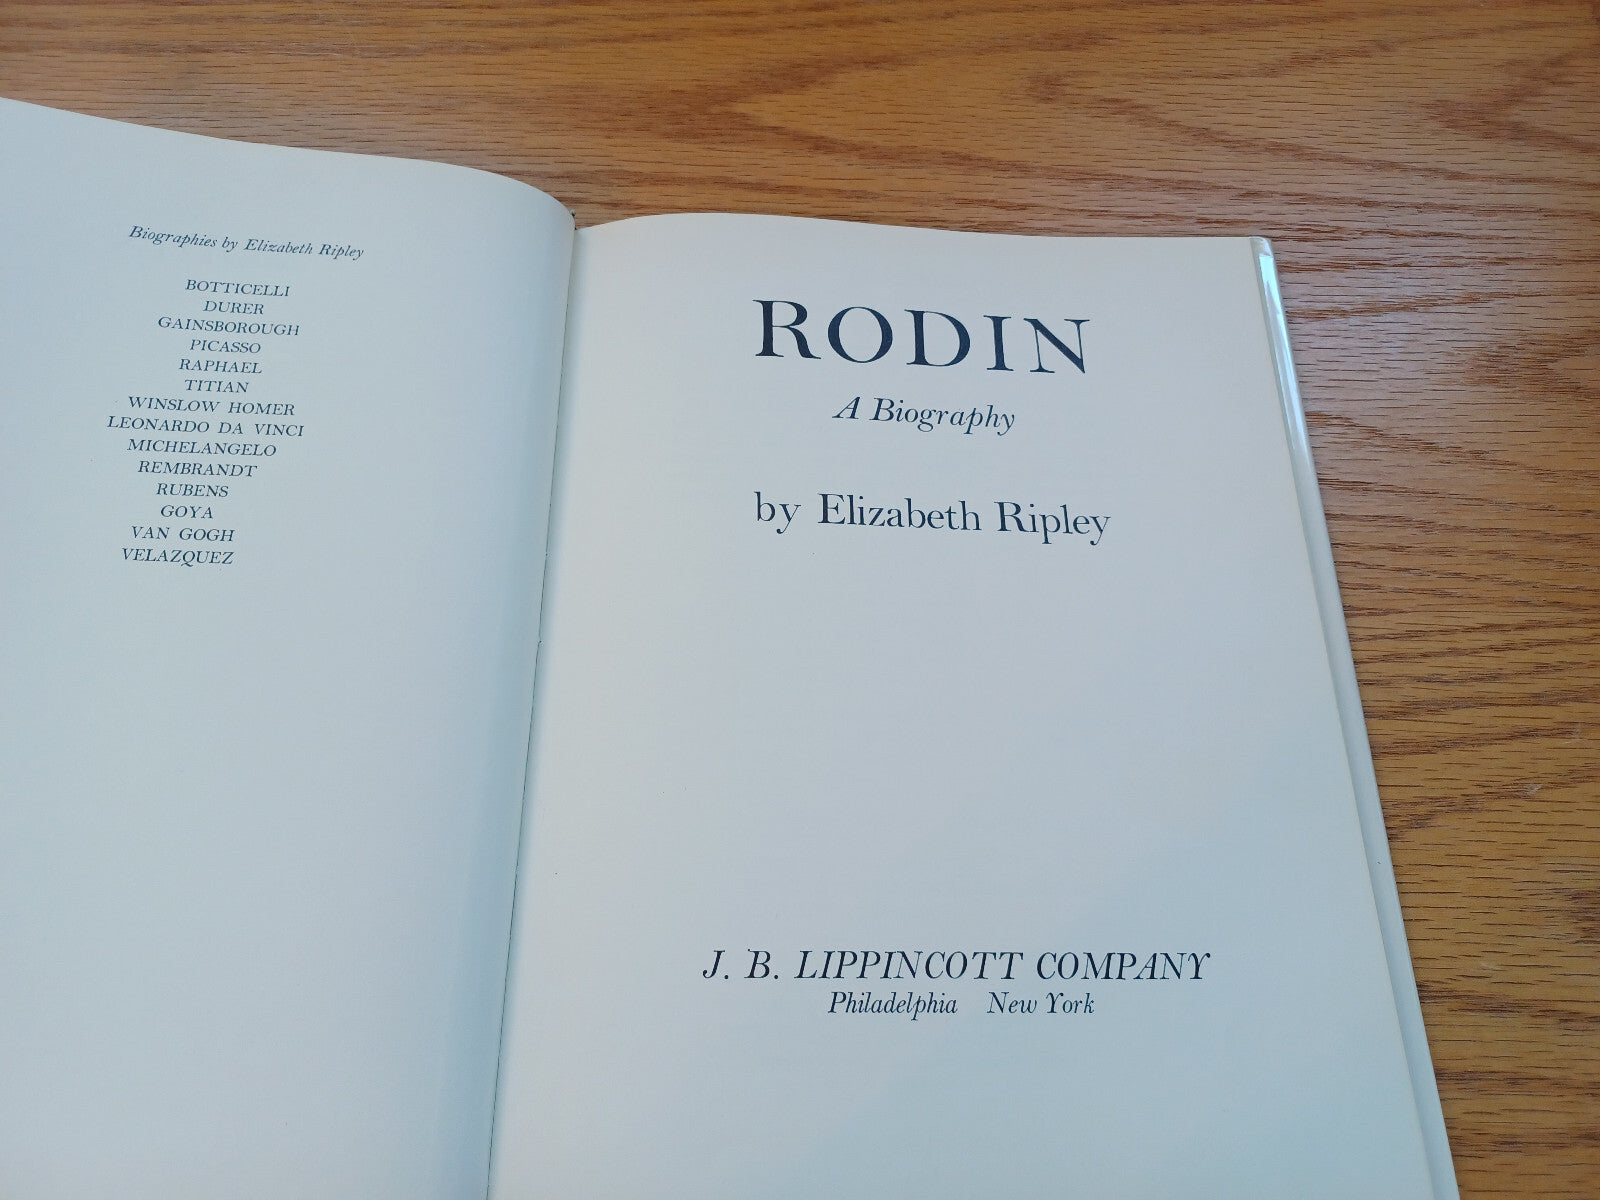 Biographies by Elizabeth Ripley
BOTTICELLI
DURER
GAINSBOROUGH
PICASSO
RAPHAEL
TITIAN
WINSLOW HOMER
LEONARDO DA VINCI
MICHELANGELO
REMBRANDT
RUBENS
GOYA
VAN GOGH
VELAZQUEZ
RODIN
A Biography
by Elizabeth Ripley
J. B. LIPPINCOTT COMPANY
Philadelphia New York